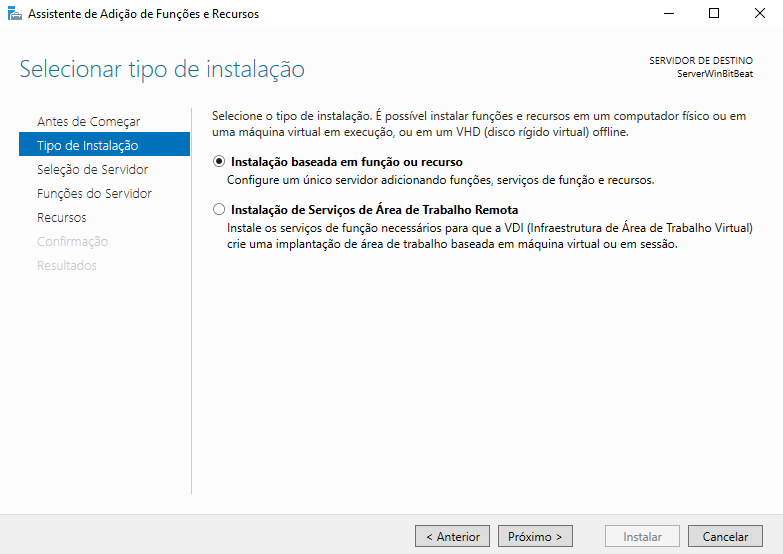 Assistente de Adição de Funções e Recursos
Selecionar tipo de instalação
SERVIDOR DE DESTINO
ServerWinBitBeat
Antes de Começar
Tipo de Instalação
Seleção de Servidor
Funções do Servidor
Recursos
Confirmação
Resultados
Selecione o tipo de instalação. É possível instalar funções e recursos em um computador físico ou em
uma máquina virtual em execução, ou em um VHD (disco rígido virtual) offline.
Instalação baseada em função ou recurso
Configure um único servidor adicionando funções, serviços de função e recursos.
Instalação de Serviços de Área de Trabalho Remota
Instale os serviços de função necessários para que a VDI (Infraestrutura de Área de Trabalho Virtual)
crie uma implantação de área de trabalho baseada em máquina virtual ou em sessão.
< Anterior
Próximo >
Instalar
Cancelar